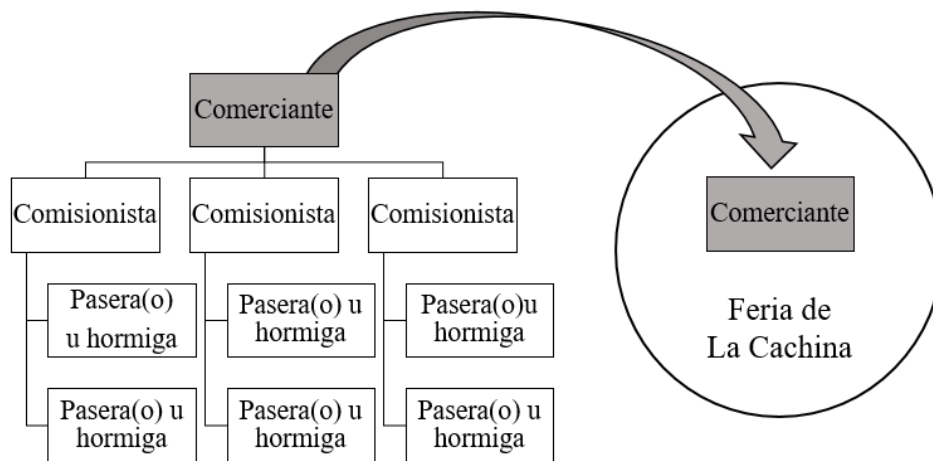 Comerciante
Comisionista
Comisionista
Comisionista
Pasera(o)
u hormiga
Pasera(o) u
hormiga
Pasera(o)u
hormiga
Pasera(o) u
hormiga
Pasera(o) u
hormiga
Pasera(o) u
hormiga
Comerciante
Feria de
La Cachina